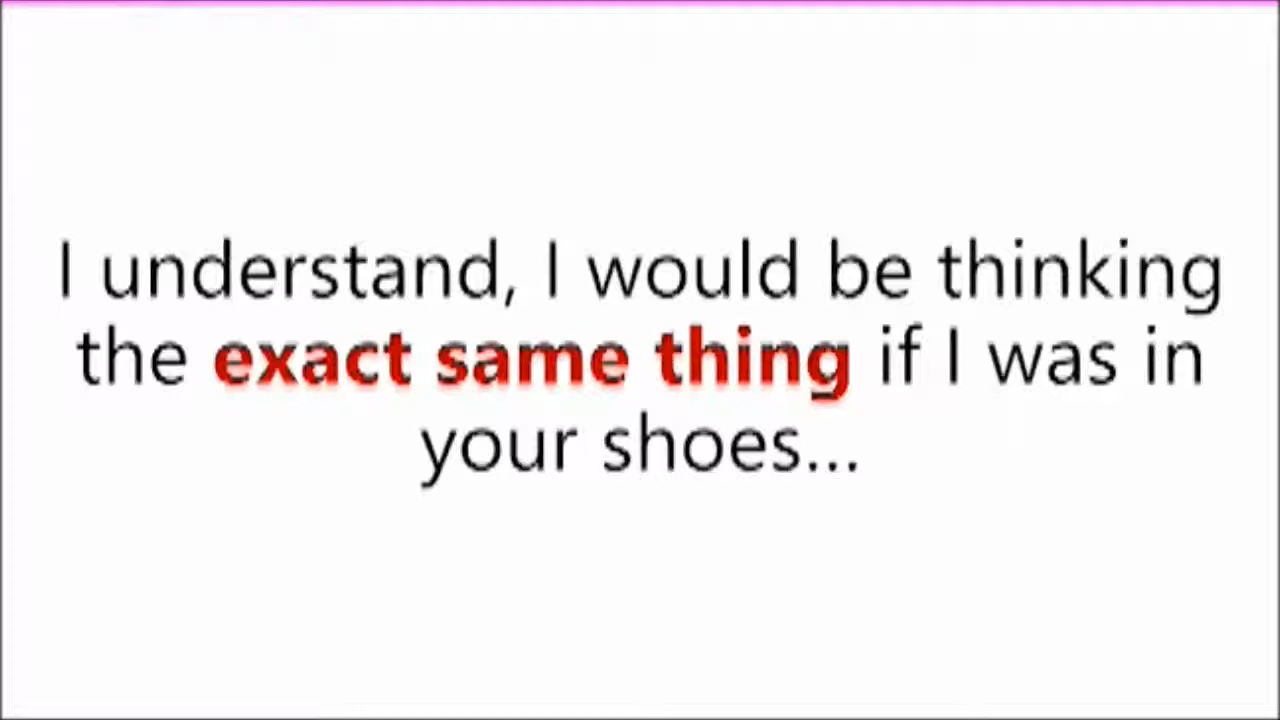 I understand, I would be thinking
the exact same thing if I was in
your shoes...